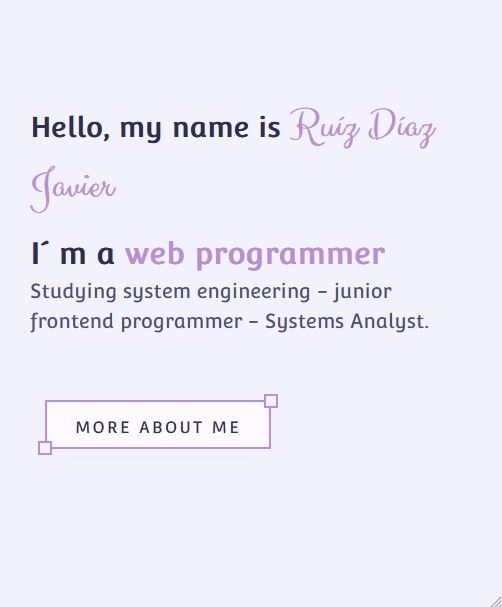 Hello, my name is Ruíz Díaz
Javier
I´ m a web programmer
Studying system engineering - junior
frontend programmer - Systems Analyst.
MORE ABOUT ME